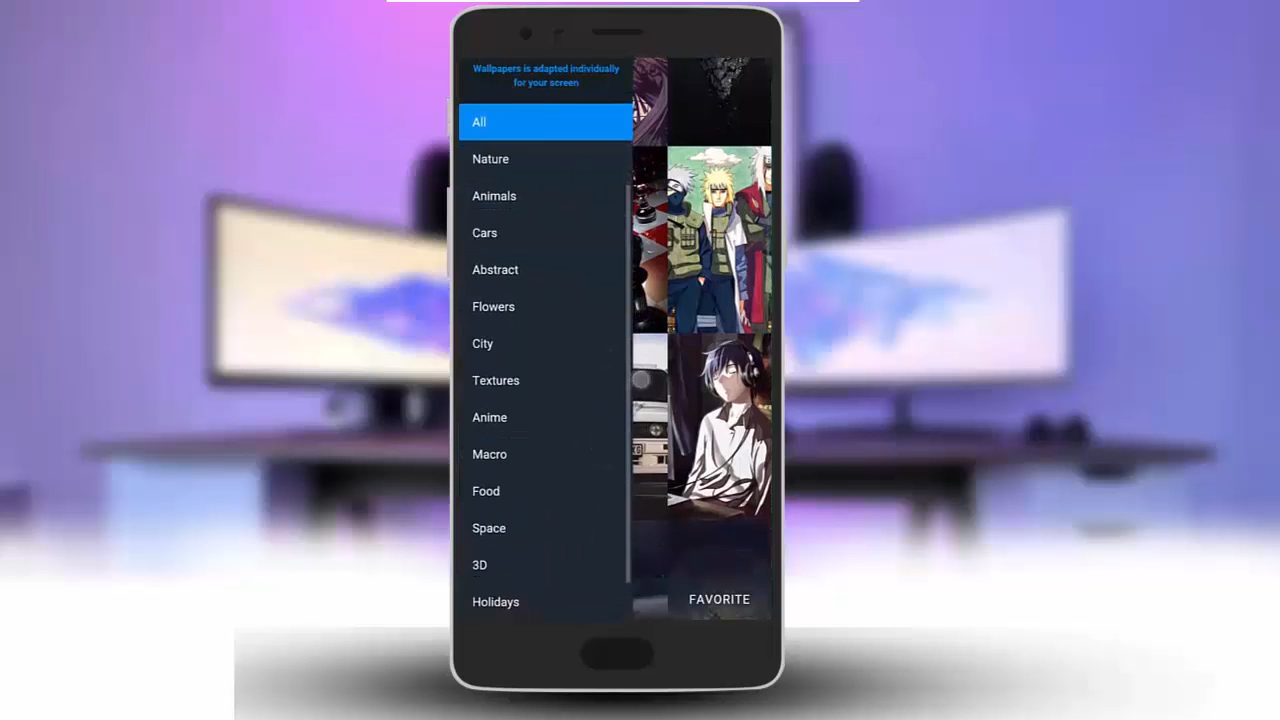 Wallpapers is adapted individually
for your screen
All
Nature
Animals
Cars
Abstract
Flowers
City
Textures
Anime
Macro
Food
Space
3D
Holidays
FAVORITE